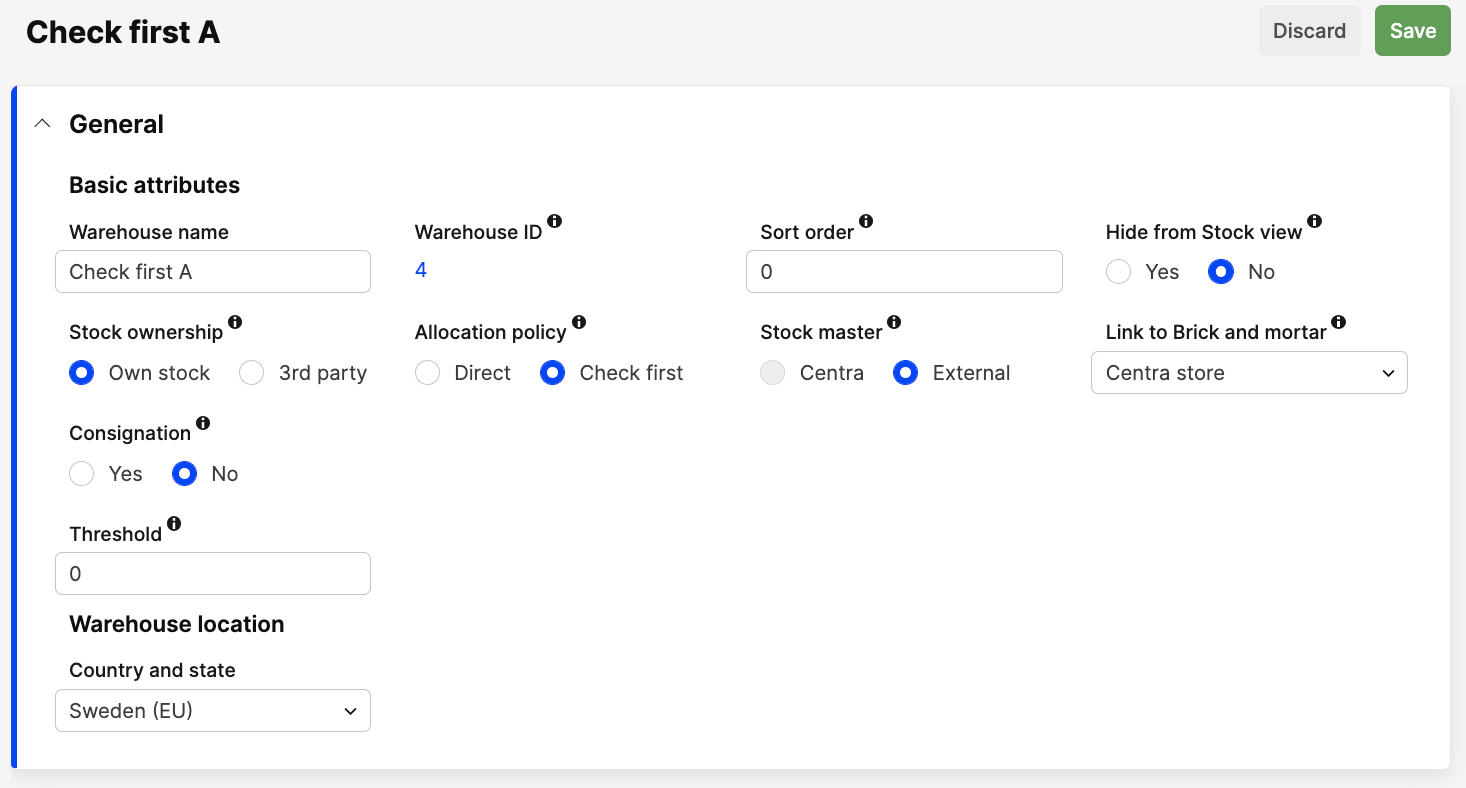 Check first A
Discard
Save
General
Basic attributes
Warehouse name
Warehouse ID
Sort order
Hide from Stock view
Check first A
4
0
Yes
No
Stock ownership
Allocation policy
Stock master
Link to Brick and mortar
Own stock
3rd party
Direct
Check first
Centra
External
Centra store
Consignation
Yes
No
Threshold
0
Warehouse location
Country and state
Sweden (EU)